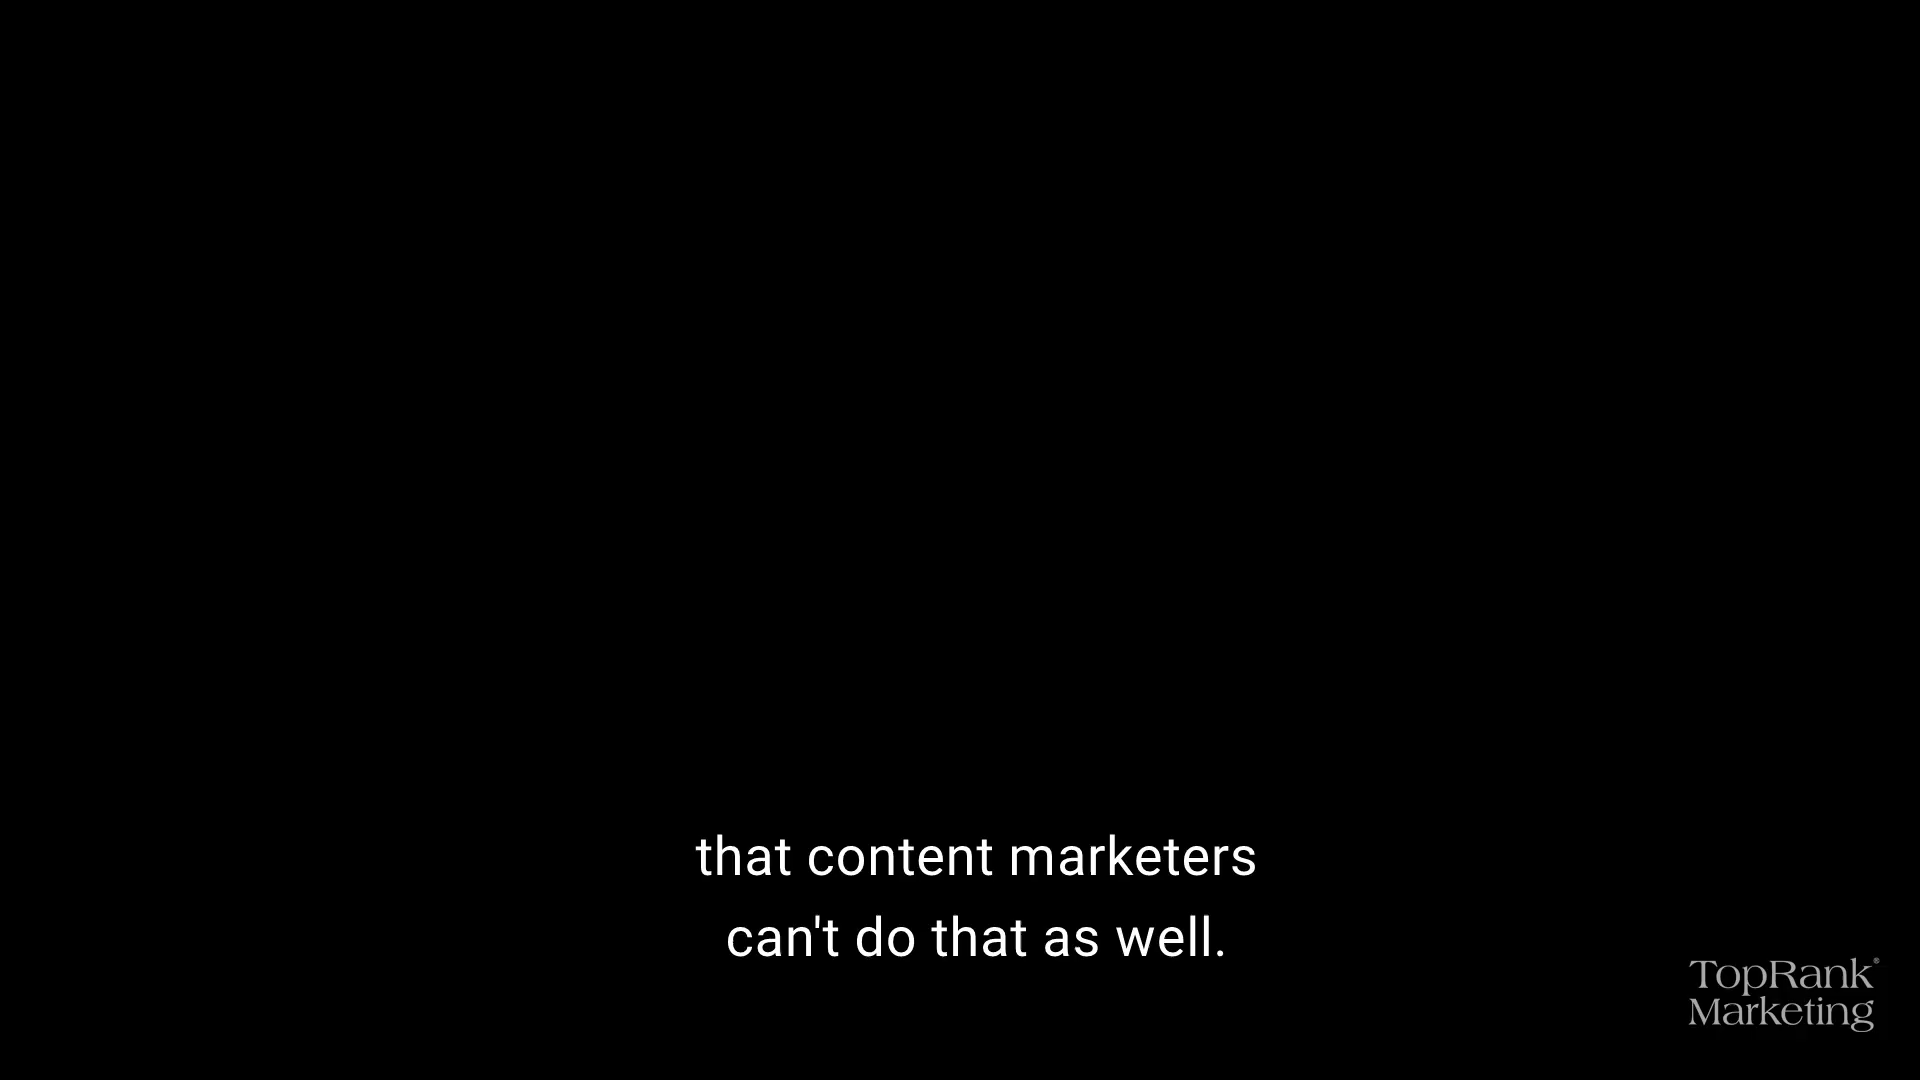 that content marketers
can't do that as well.
TopRank®
Marketing